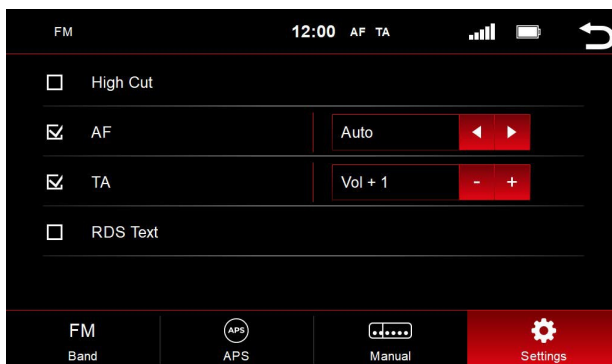 FM 12:00 AF TA
High Cut
AF Auto
TA Vol + 1 - +
RDS Text
FM APS
Band APS Manual Settings